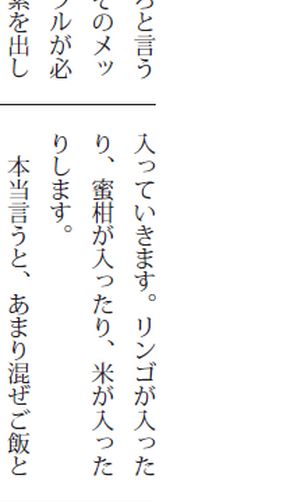 ろと言う
そのメッ
ブルが必
素を出し
入っていきます。リンゴが入った
り、蜜柑が入ったり、米が入った
りします。
本当言うと、あまり混ぜご飯と